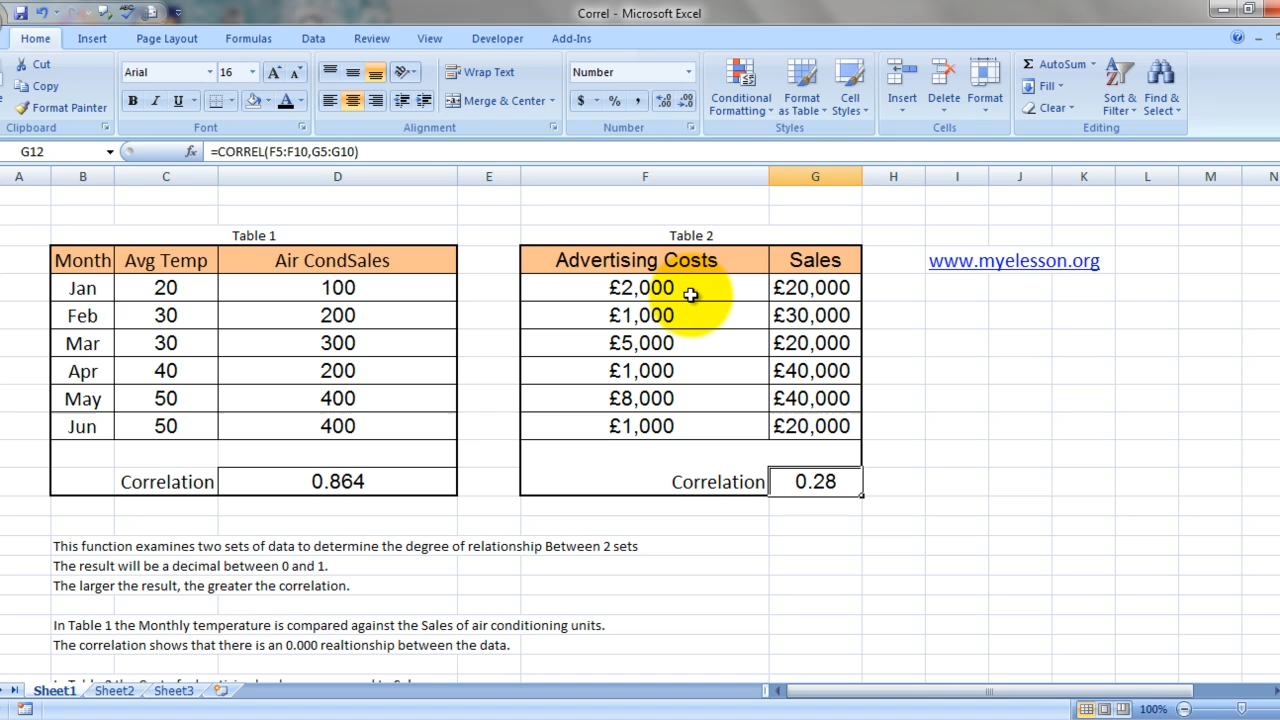 Correl - Microsoft Excel
Home Insert Page Layout Formulas Data Review View Developer Add-Ins
Cut
Copy
Format Painter
Clipboard
Arial 16
B I U
A
Font
Wrap Text
Merge & Center
Alignment
Number
$ % ,
Number
Conditional Formatting
Format as Table
Cell Styles
Styles
Insert
Delete
Format
Cells
Σ AutoSum
Fill
Clear
Sort & Filter
Find & Select
Editing
G12 fx =CORREL(F5:F10,G5:G10)
A B C D E F G H I J K L M N
Table 1 Table 2
Month Avg Temp Air CondSales Advertising Costs Sales www.myelesson.org
Jan 20 100 £2,000 £20,000
Feb 30 200 £1,000 £30,000
Mar 30 300 £5,000 £20,000
Apr 40 200 £1,000 £40,000
May 50 400 £8,000 £40,000
Jun 50 400 £1,000 £20,000
Correlation 0.864 Correlation 0.28
This function examines two sets of data to determine the degree of relationship Between 2 sets
The result will be a decimal between 0 and 1.
The larger the result, the greater the correlation.
In Table 1 the Monthly temperature is compared against the Sales of air conditioning units.
The correlation shows that there is an 0.000 realtionship between the data.
Sheet1 Sheet2 Sheet3
100%